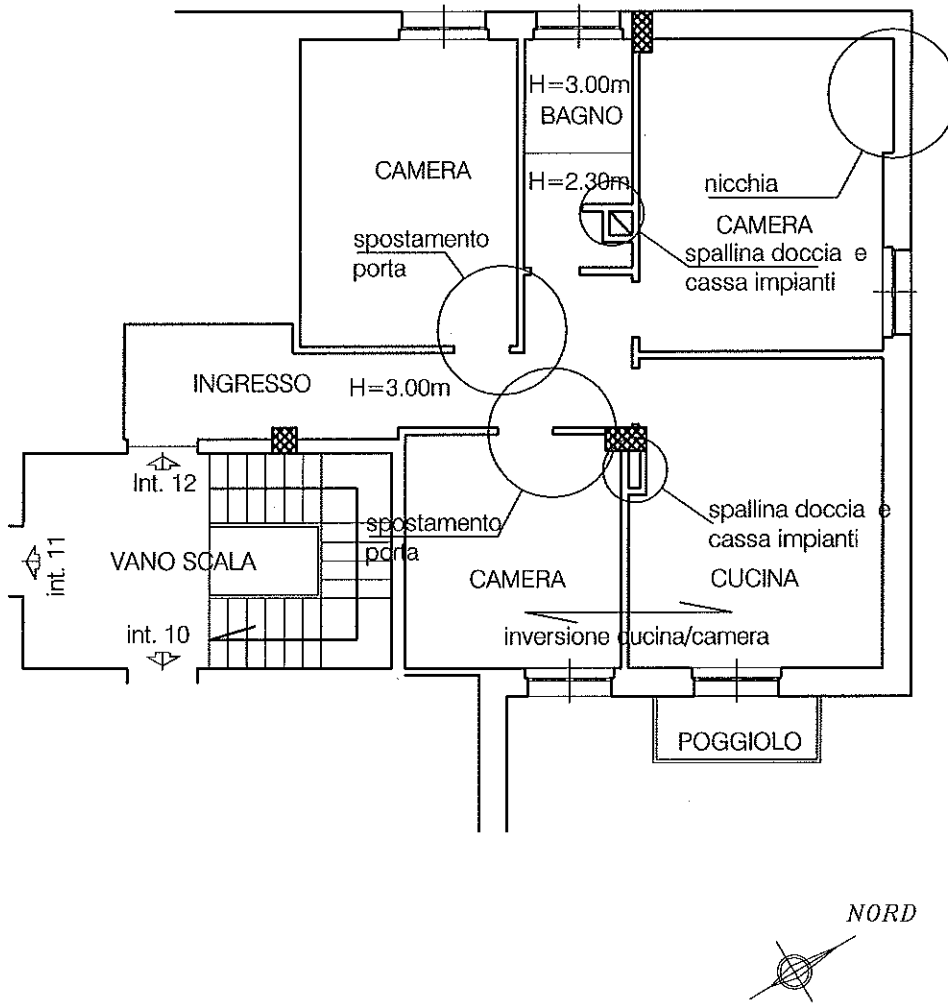 H=3.00m
BAGNO
CAMERA
H=2.30m
nicchia
CAMERA
spostamento
porta
spallina doccia e
cassa impianti
INGRESSO
H=3.00m
Int. 12
spostamento
porta
spallina doccia e
cassa impianti
int. 11
VANO SCALA
CAMERA
CUCINA
int. 10
inversione cucina/camera
POGGIOLO
NORD